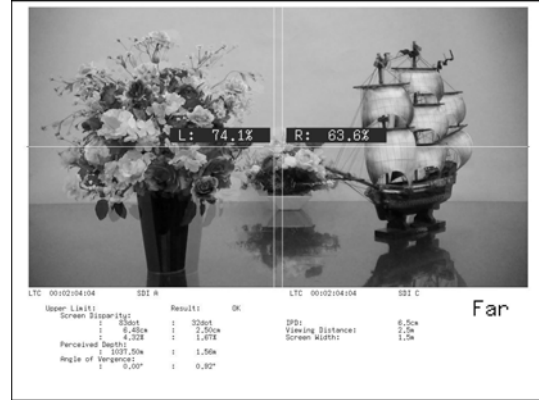 L: 74.1% R: 63.6%
LTC 00:02:04:04 SDI A LTC 00:02:04:04 SDI C
Far
Upper Limit: Result: OK
Screen Disparity:
: 83dot : 32dot IPD: 6.5cm
: 6.48cm : 2.50cm Viewing Distance: 2.5m
: 4.32% : 1.67% Screen Width: 1.5m
Perceived Depth:
: 1037.50m : 1.56m
Angle of Vergence:
: 0.00° : 0.92°